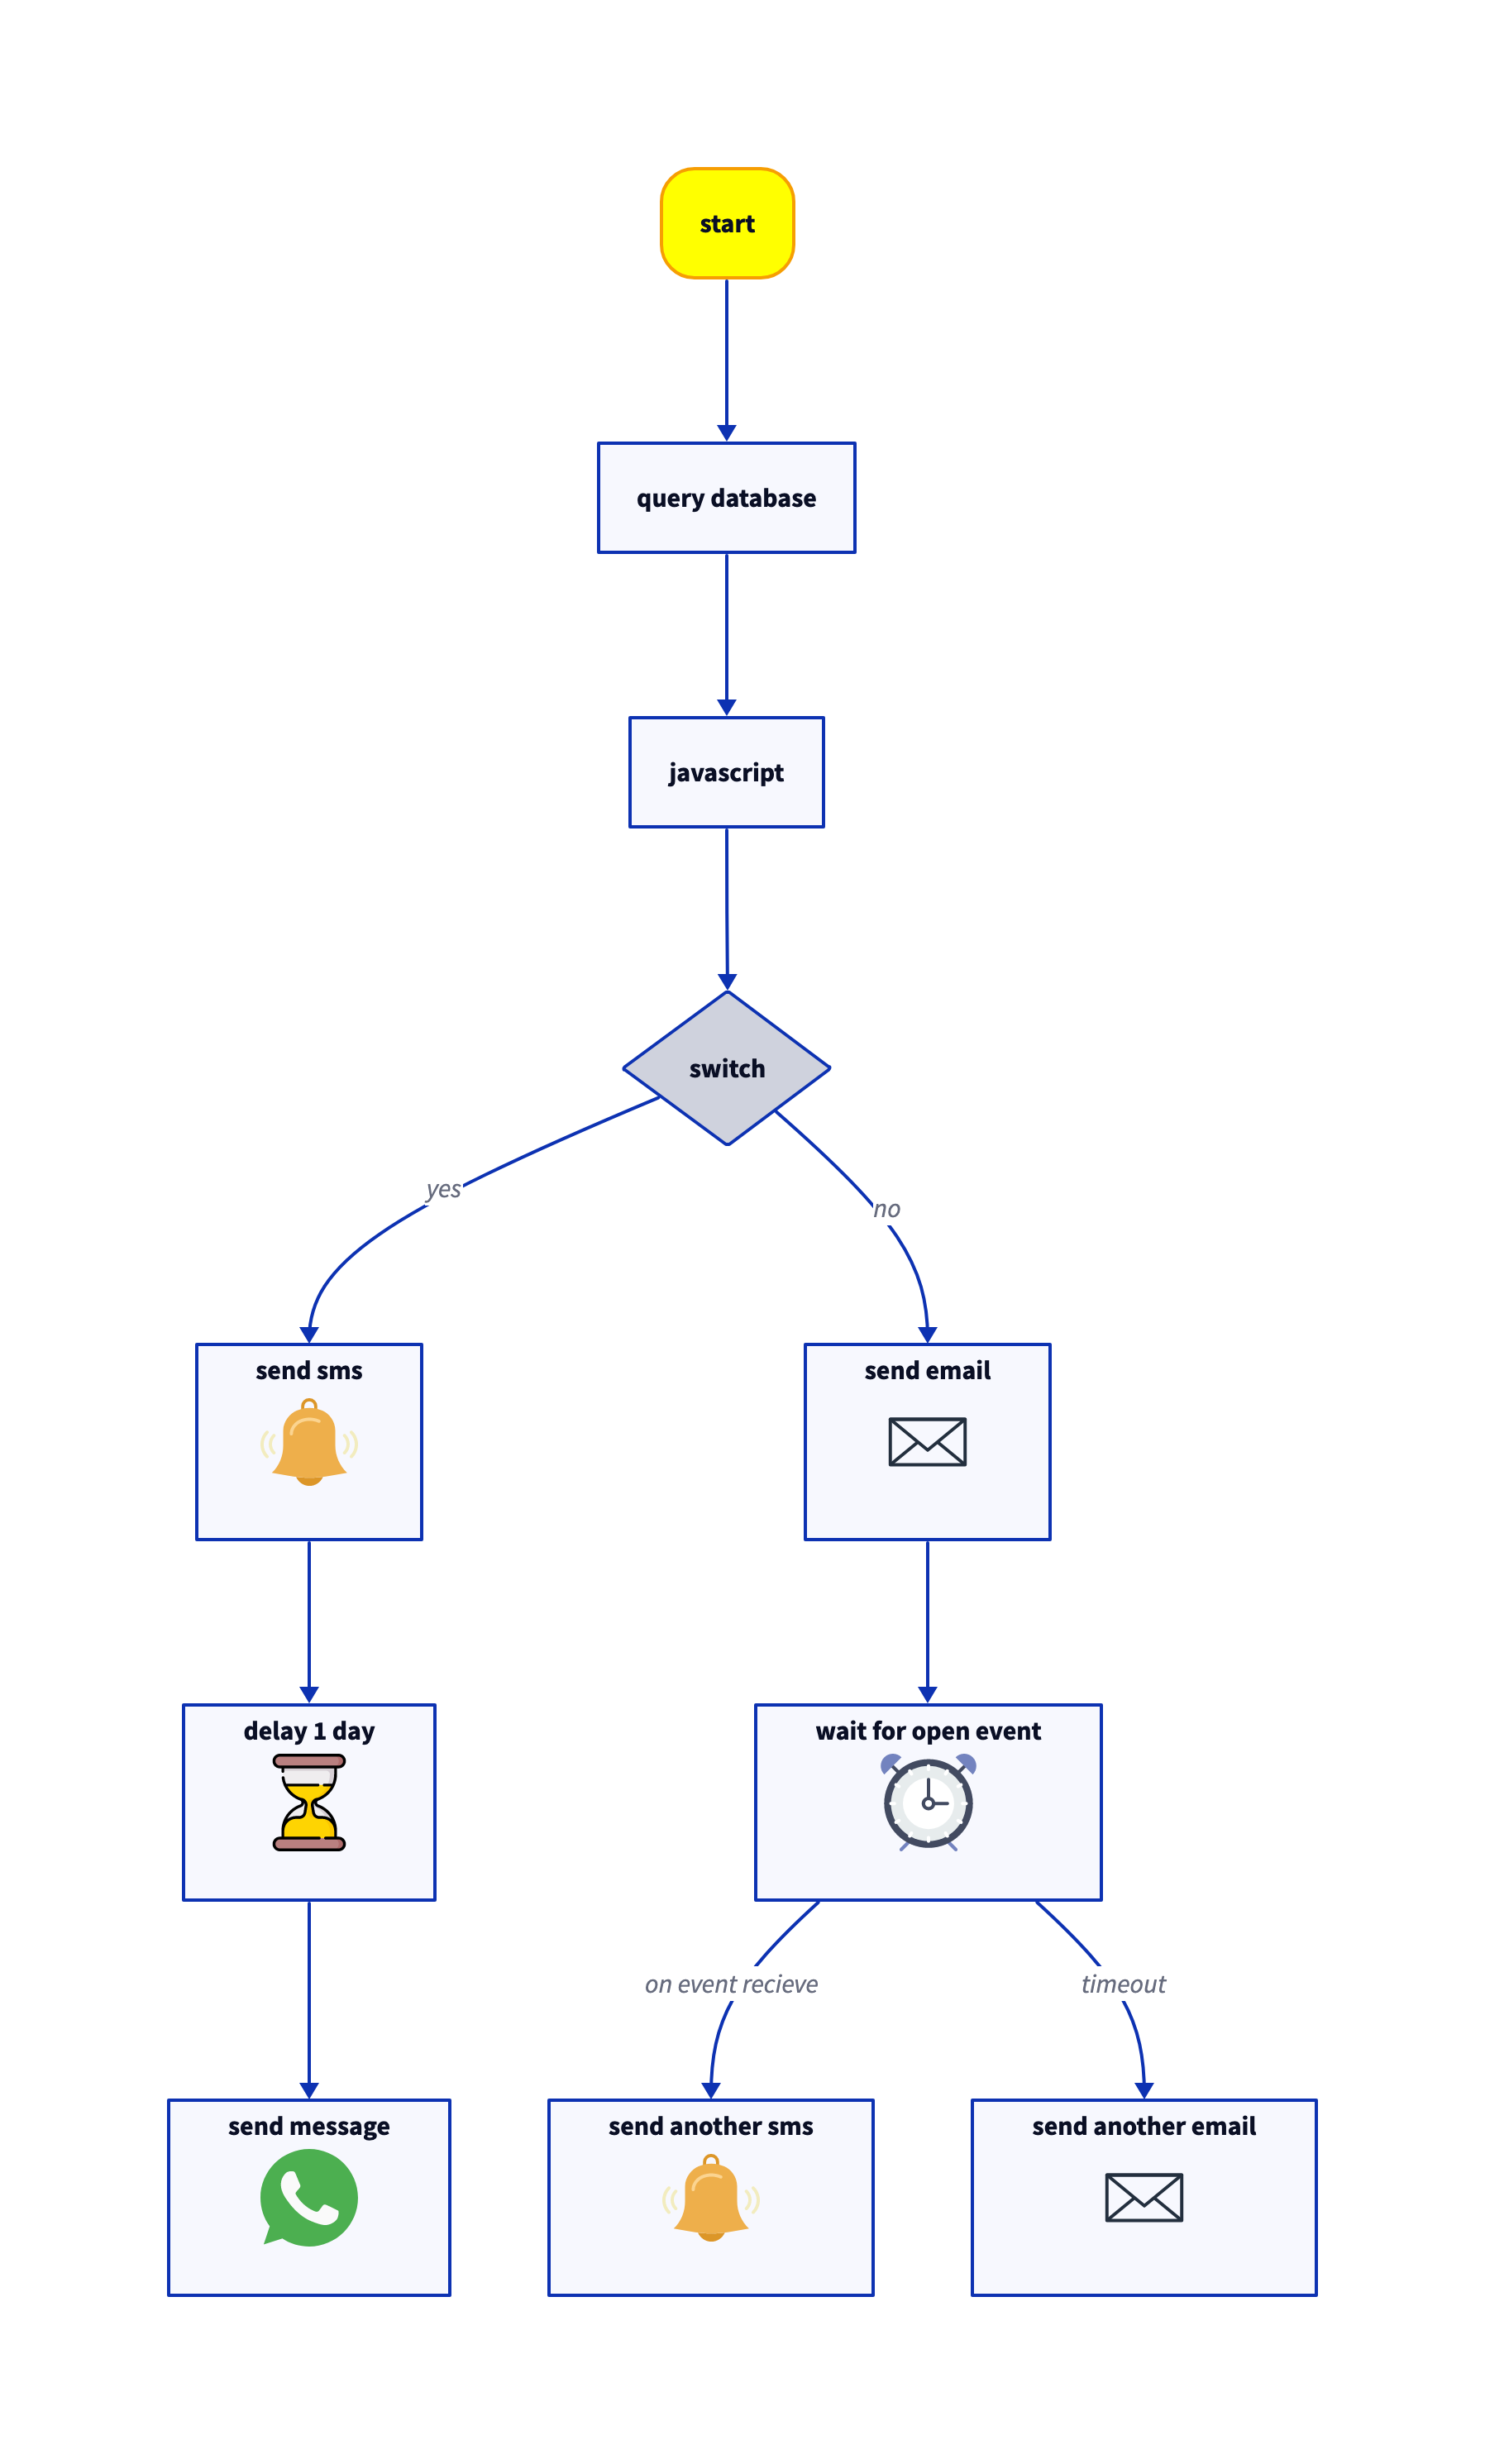 start
query database
javascript
switch
yes
no
send sms
send email
delay 1 day
wait for open event
on event recieve
timeout
send message
send another sms
send another email